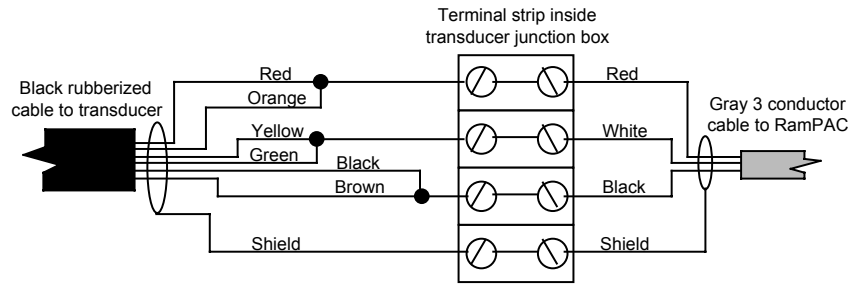 Terminal strip inside
transducer junction box
Black rubberized
cable to transducer
Red
Orange
Yellow
Green
Black
Brown
Shield
Red
White
Black
Shield
Gray 3 conductor
cable to RamPAC